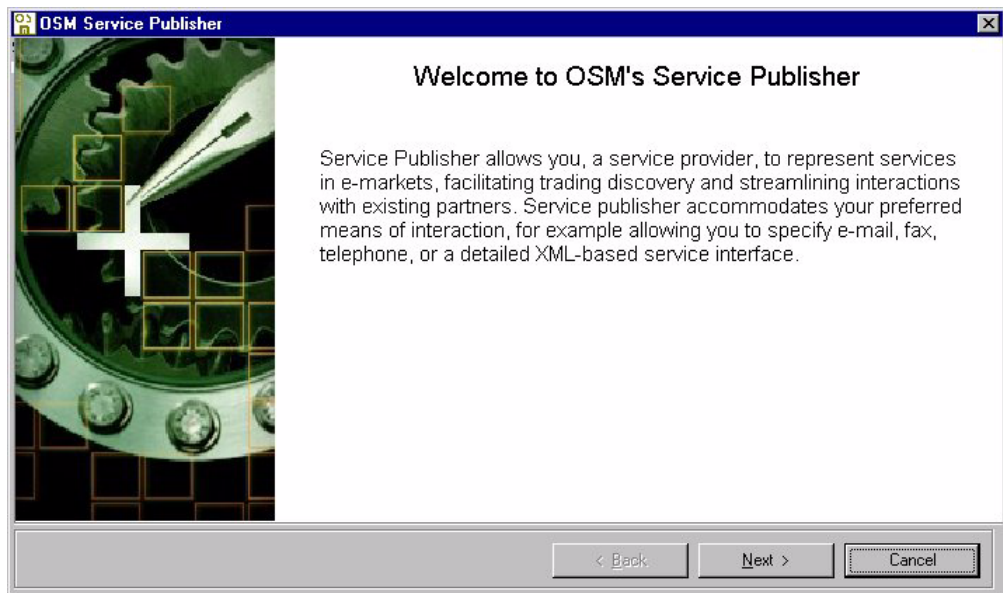 OSM Service Publisher
Welcome to OSM's Service Publisher
Service Publisher allows you, a service provider, to represent services
in e-markets, facilitating trading discovery and streamlining interactions
with existing partners. Service publisher accommodates your preferred
means of interaction, for example allowing you to specify e-mail, fax,
telephone, or a detailed XML-based service interface.
< Back
Next >
Cancel